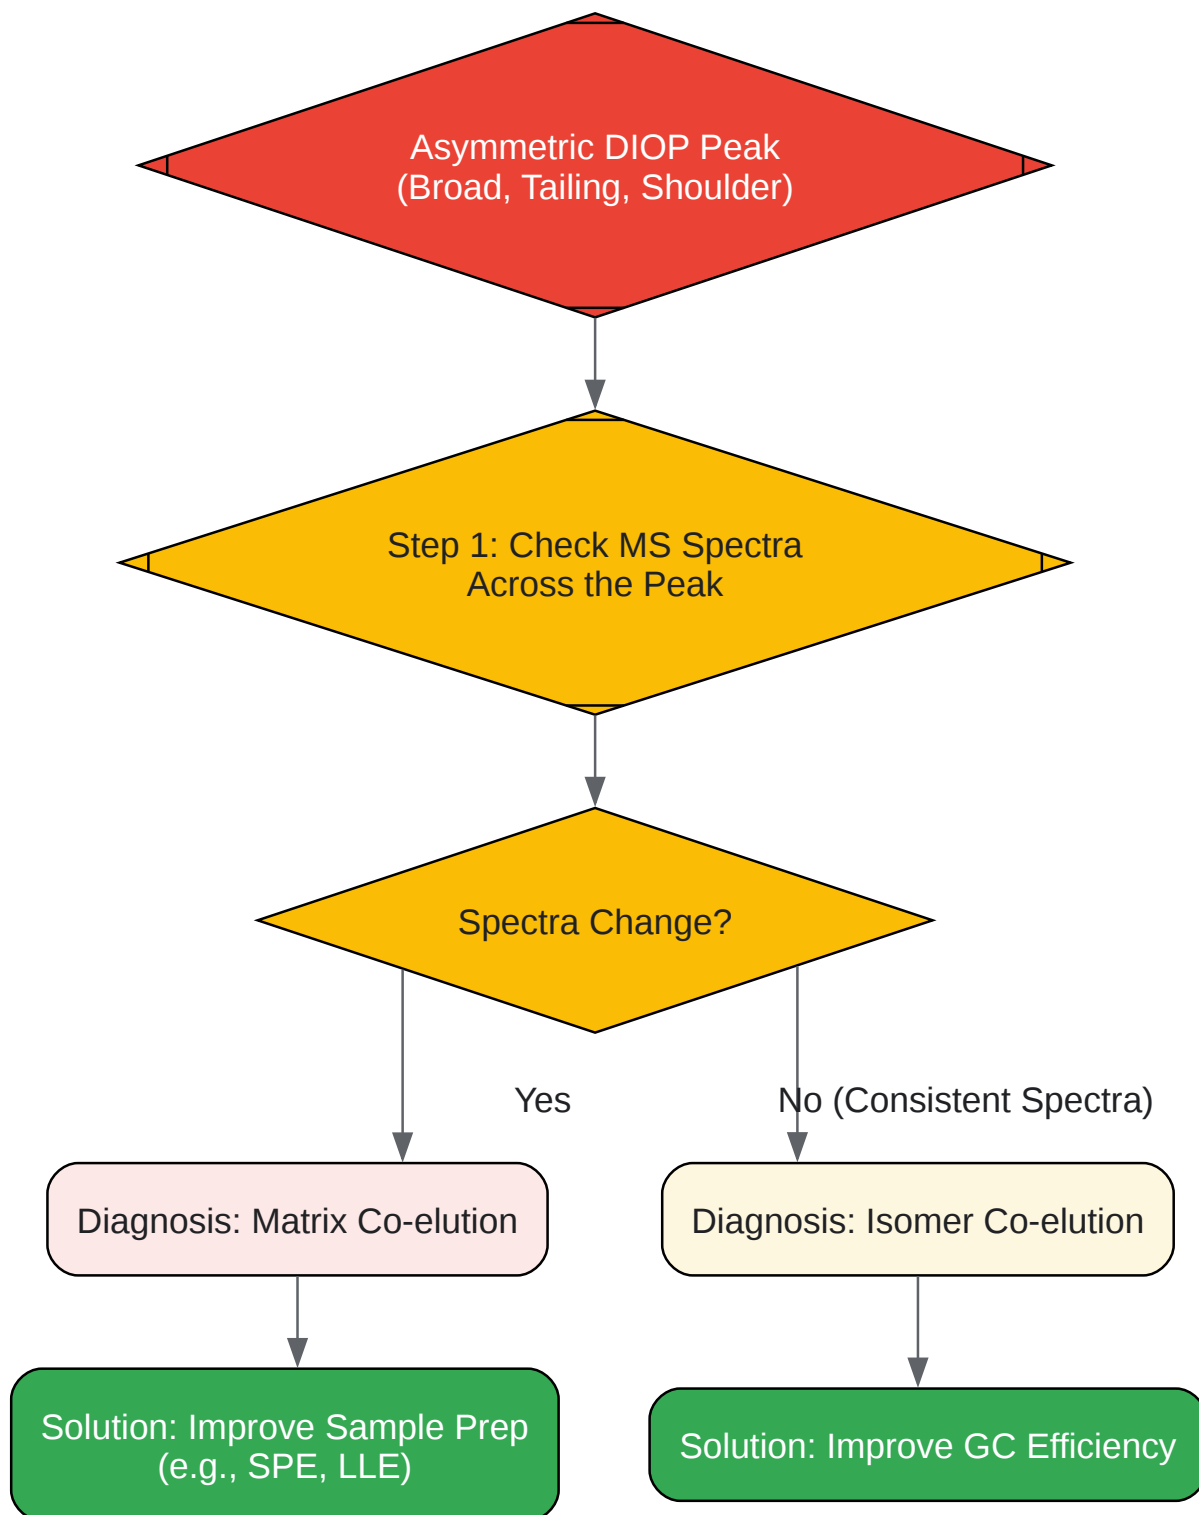 Asymmetric DIOP Peak
(Broad, Tailing, Shoulder)
Step 1: Check MS Spectra
Across the Peak
Spectra Change?
Yes
No (Consistent Spectra)
Diagnosis: Matrix Co-elution
Diagnosis: Isomer Co-elution
Solution: Improve Sample Prep
(e.g., SPE, LLE)
Solution: Improve GC Efficiency